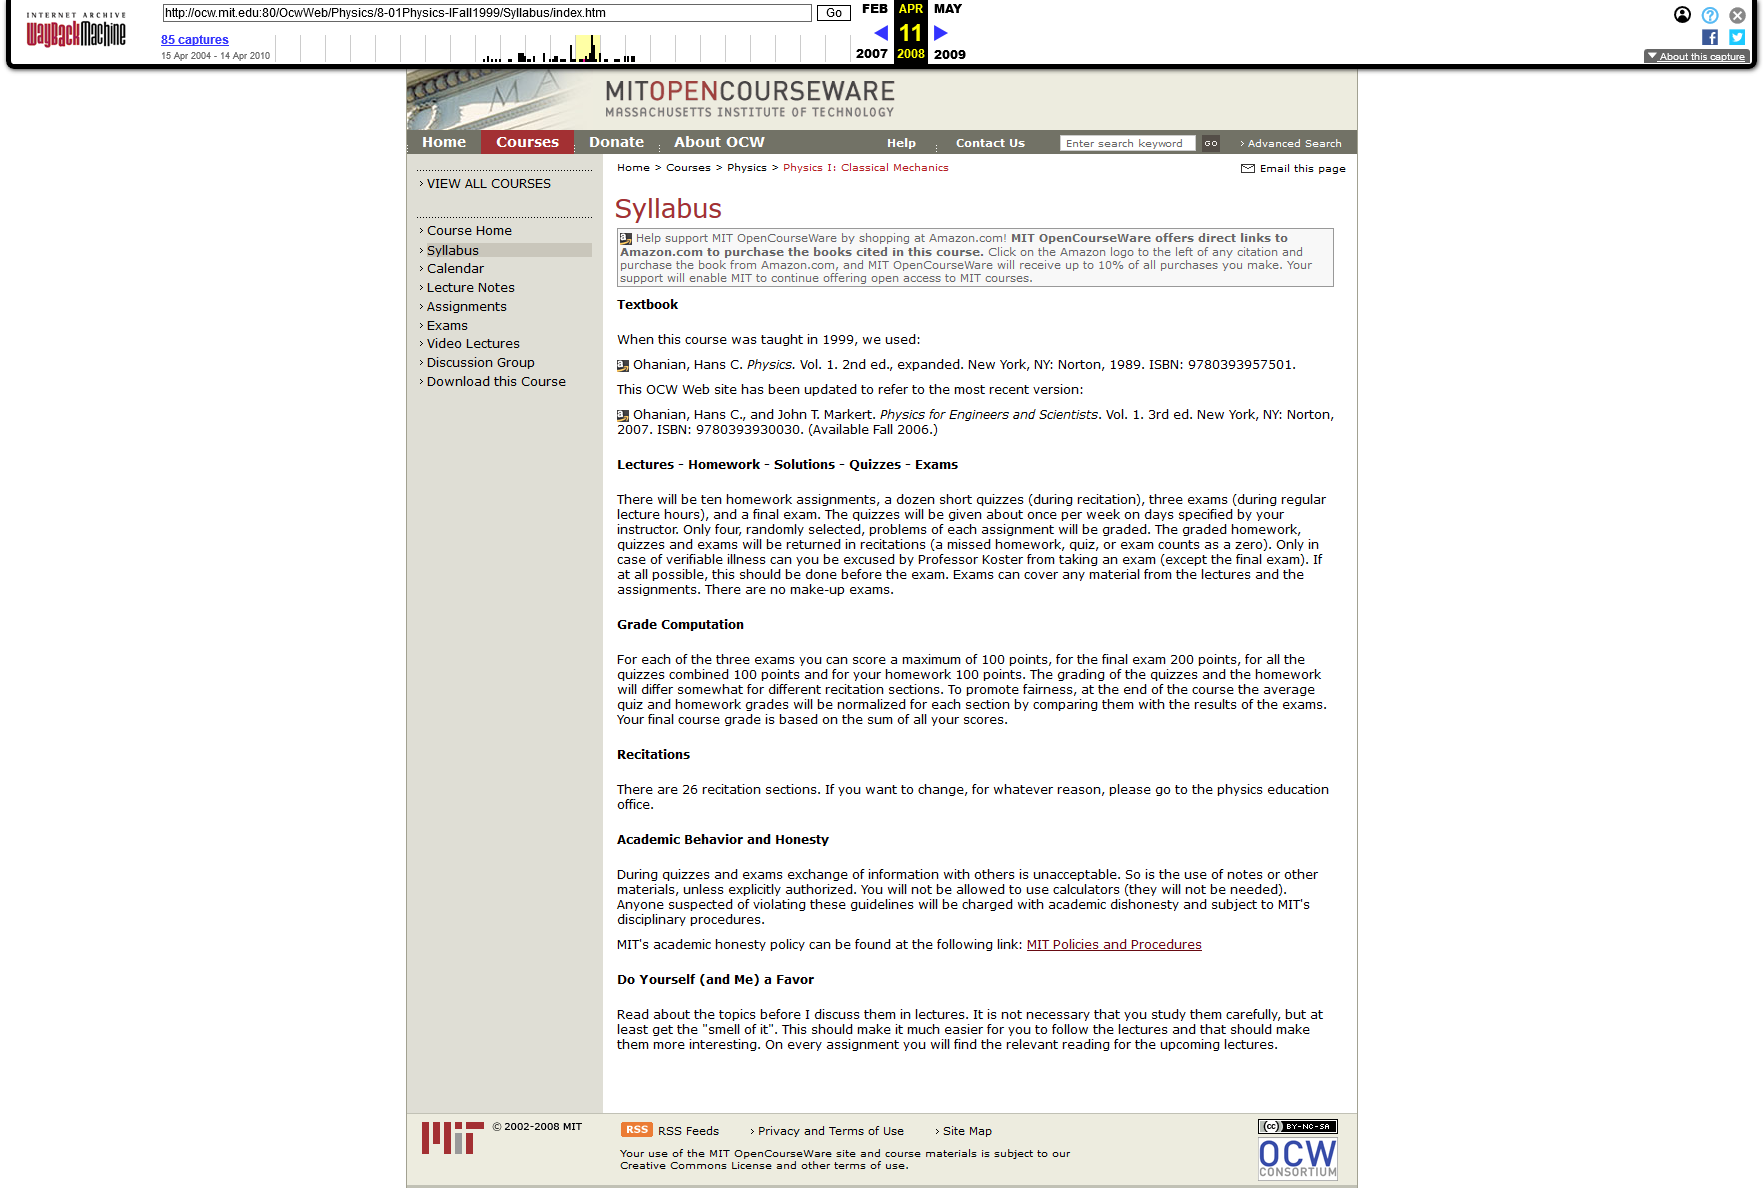 INTERNET ARCHIVE
WayBackMachine
http://ocw.mit.edu:80/OcwWeb/Physics/8-01Physics-IFall1999/Syllabus/index.htm
Go
FEB APR MAY
85 captures
11
15 Apr 2004 - 14 Apr 2010
2007 2008 2009
About this capture
MITOPENCOURSEWARE
MASSACHUSETTS INSTITUTE OF TECHNOLOGY
Home Courses Donate About OCW Help Contact Us Enter search keyword GO Advanced Search
Home > Courses > Physics > Physics I: Classical Mechanics
Email this page
VIEW ALL COURSES
Course Home
Syllabus
Calendar
Lecture Notes
Assignments
Exams
Video Lectures
Discussion Group
Download this Course
Syllabus
Help support MIT OpenCourseWare by shopping at Amazon.com! MIT OpenCourseWare offers direct links to
Amazon.com to purchase the books cited in this course. Click on the Amazon logo to the left of any citation and
purchase the book from Amazon.com, and MIT OpenCourseWare will receive up to 10% of all purchases you make. Your
support will enable MIT to continue offering open access to MIT courses.
Textbook
When this course was taught in 1999, we used:
Ohanian, Hans C. Physics. Vol. 1. 2nd ed., expanded. New York, NY: Norton, 1989. ISBN: 9780393957501.
This OCW Web site has been updated to refer to the most recent version:
Ohanian, Hans C., and John T. Markert. Physics for Engineers and Scientists. Vol. 1. 3rd ed. New York, NY: Norton,
2007. ISBN: 9780393930030. (Available Fall 2006.)
Lectures - Homework - Solutions - Quizzes - Exams
There will be ten homework assignments, a dozen short quizzes (during recitation), three exams (during regular
lecture hours), and a final exam. The quizzes will be given about once per week on days specified by your
instructor. Only four, randomly selected, problems of each assignment will be graded. The graded homework,
quizzes and exams will be returned in recitations (a missed homework, quiz, or exam counts as a zero). Only in
case of verifiable illness can you be excused by Professor Koster from taking an exam (except the final exam). If
at all possible, this should be done before the exam. Exams can cover any material from the lectures and the
assignments. There are no make-up exams.
Grade Computation
For each of the three exams you can score a maximum of 100 points, for the final exam 200 points, for all the
quizzes combined 100 points and for your homework 100 points. The grading of the quizzes and the homework
will differ somewhat for different recitation sections. To promote fairness, at the end of the course the average
quiz and homework grades will be normalized for each section by comparing them with the results of the exams.
Your final course grade is based on the sum of all your scores.
Recitations
There are 26 recitation sections. If you want to change, for whatever reason, please go to the physics education
office.
Academic Behavior and Honesty
During quizzes and exams exchange of information with others is unacceptable. So is the use of notes or other
materials, unless explicitly authorized. You will not be allowed to use calculators (they will not be needed).
Anyone suspected of violating these guidelines will be charged with academic dishonesty and subject to MIT's
disciplinary procedures.
MIT's academic honesty policy can be found at the following link: MIT Policies and Procedures
Do Yourself (and Me) a Favor
Read about the topics before I discuss them in lectures. It is not necessary that you study them carefully, but at
least get the "smell of it". This should make it much easier for you to follow the lectures and that should make
them more interesting. On every assignment you will find the relevant reading for the upcoming lectures.
MIT
© 2002-2008 MIT
RSS RSS Feeds Privacy and Terms of Use Site Map
Your use of the MIT OpenCourseWare site and course materials is subject to our
Creative Commons License and other terms of use.
cc BY-NC-SA
OCW
CONSORTIUM